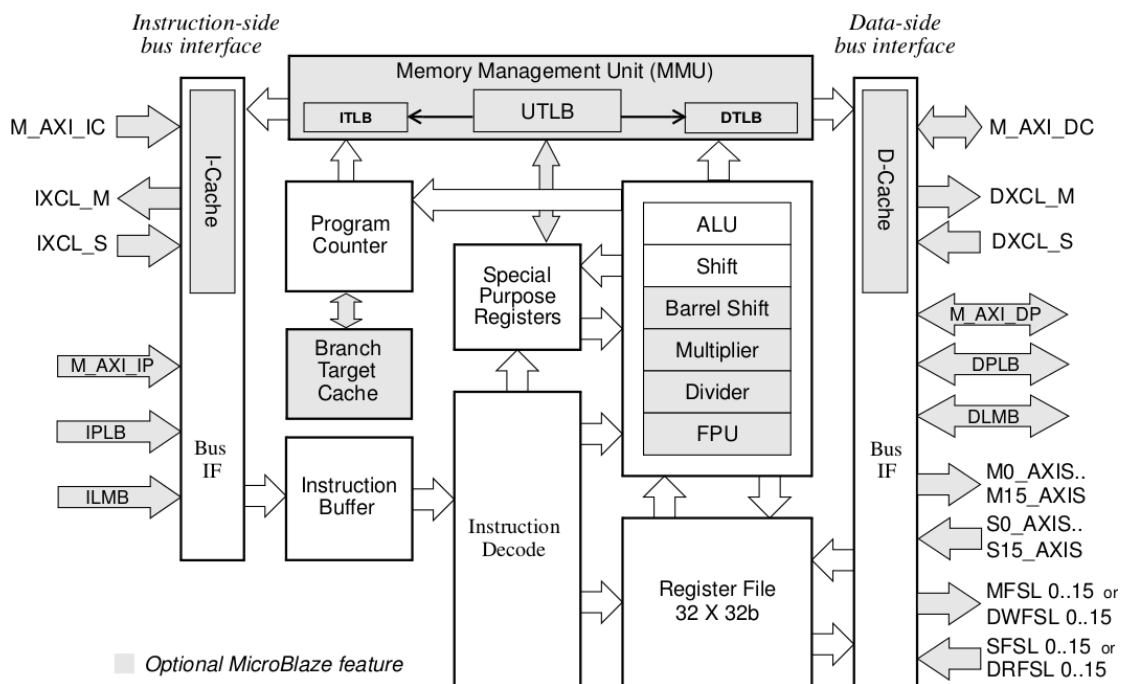 Instruction-side
bus interface
Data-side
bus interface
Memory Management Unit (MMU)
ITLB
UTLB
DTLB
M_AXI_IC
IXCL_M
IXCL_S
I-Cache
M_AXI_IP
IPLB
ILMB
Bus
IF
Program
Counter
Branch
Target
Cache
Instruction
Buffer
Special
Purpose
Registers
Instruction
Decode
ALU
Shift
Barrel Shift
Multiplier
Divider
FPU
Register File
32 X 32b
D-Cache
Bus
IF
M_AXI_DC
DXCL_M
DXCL_S
M_AXI_DP
DPLB
DLMB
M0_AXIS..
M15_AXIS
S0_AXIS..
S15_AXIS
MFSL 0..15 or
DWFSL 0..15
SFSL 0..15 or
DRFSL 0..15
Optional MicroBlaze feature